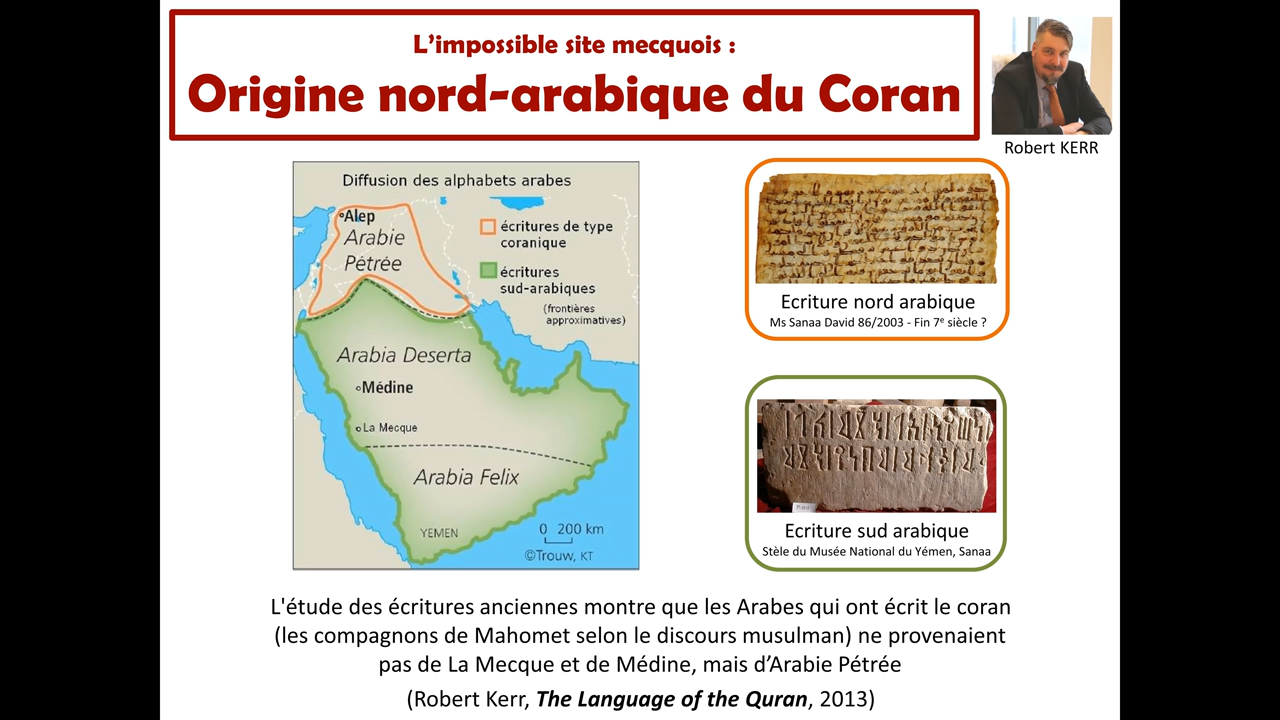 L'impossible site mecquois :
Origine nord-arabique du Coran
Robert KERR
Diffusion des alphabets arabes
Alep
Arabie
Pétrée
écritures de type
coranique
écritures
sud-arabiques
(frontières
approximatives)
Arabia Deserta
Médine
La Mecque
Arabia Felix
YEMEN
0 200 km
©Trouw, KT
Ecriture nord arabique
Ms Sanaa David 86/2003 - Fin 7e siècle ?
Ecriture sud arabique
Stèle du Musée National du Yémen, Sanaa
L'étude des écritures anciennes montre que les Arabes qui ont écrit le coran
(les compagnons de Mahomet selon le discours musulman) ne provenaient
pas de La Mecque et de Médine, mais d'Arabie Pétrée
(Robert Kerr, The Language of the Quran, 2013)